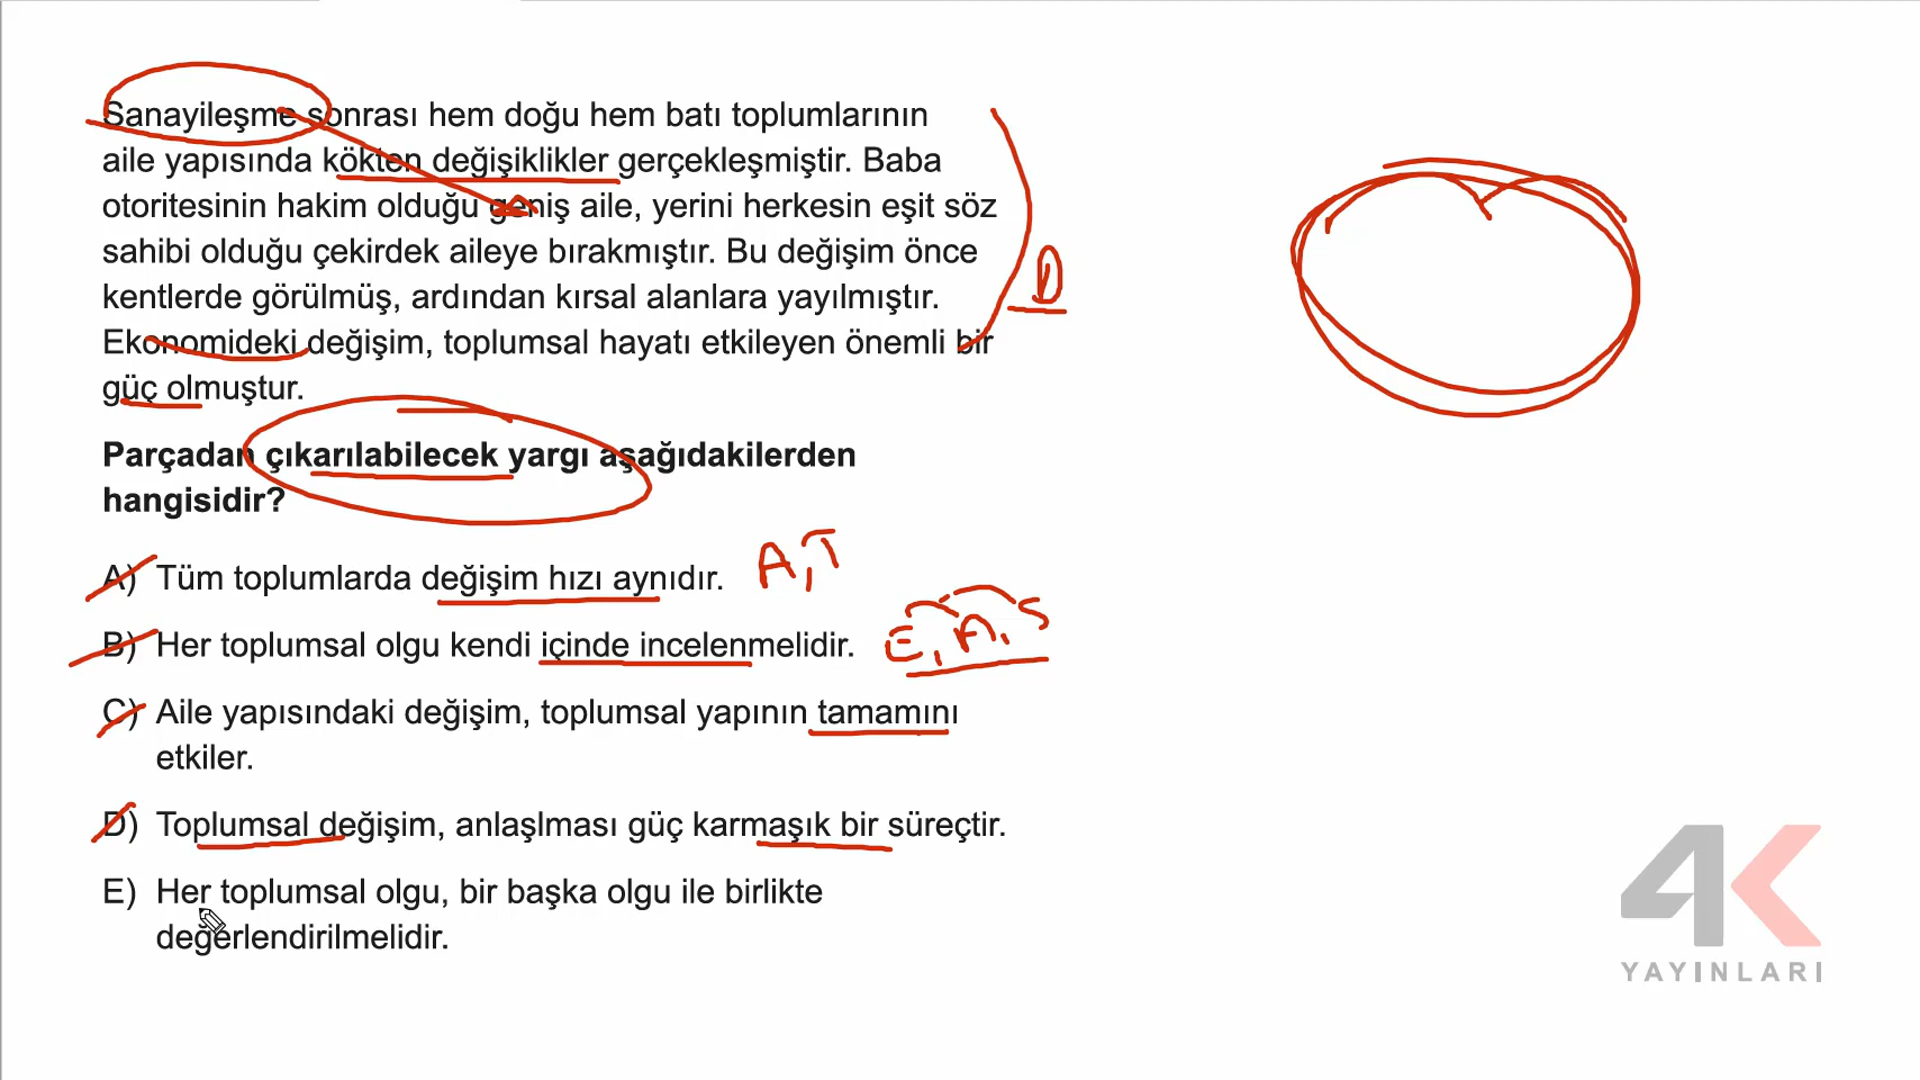 Sanayileşme sonrası hem doğu hem batı toplumlarının
aile yapısında kökten değişiklikler gerçekleşmiştir. Baba
otoritesinin hakim olduğu geniş aile, yerini herkesin eşit söz
sahibi olduğu çekirdek aileye bırakmıştır. Bu değişim önce
kentlerde görülmüş, ardından kırsal alanlara yayılmıştır.
Ekonomideki değişim, toplumsal hayatı etkileyen önemli bir
güç olmuştur.
D
Parçadan çıkarılabilecek yargı aşağıdakilerden
hangisidir?
A) Tüm toplumlarda değişim hızı aynıdır. A, T
B) Her toplumsal olgu kendi içinde incelenmelidir. E, A, S
C) Aile yapısındaki değişim, toplumsal yapının tamamını
etkiler.
D) Toplumsal değişim, anlaşlması güç karmaşık bir süreçtir.
E) Her toplumsal olgu, bir başka olgu ile birlikte
değerlendirilmelidir.
4K
YAYINLARI